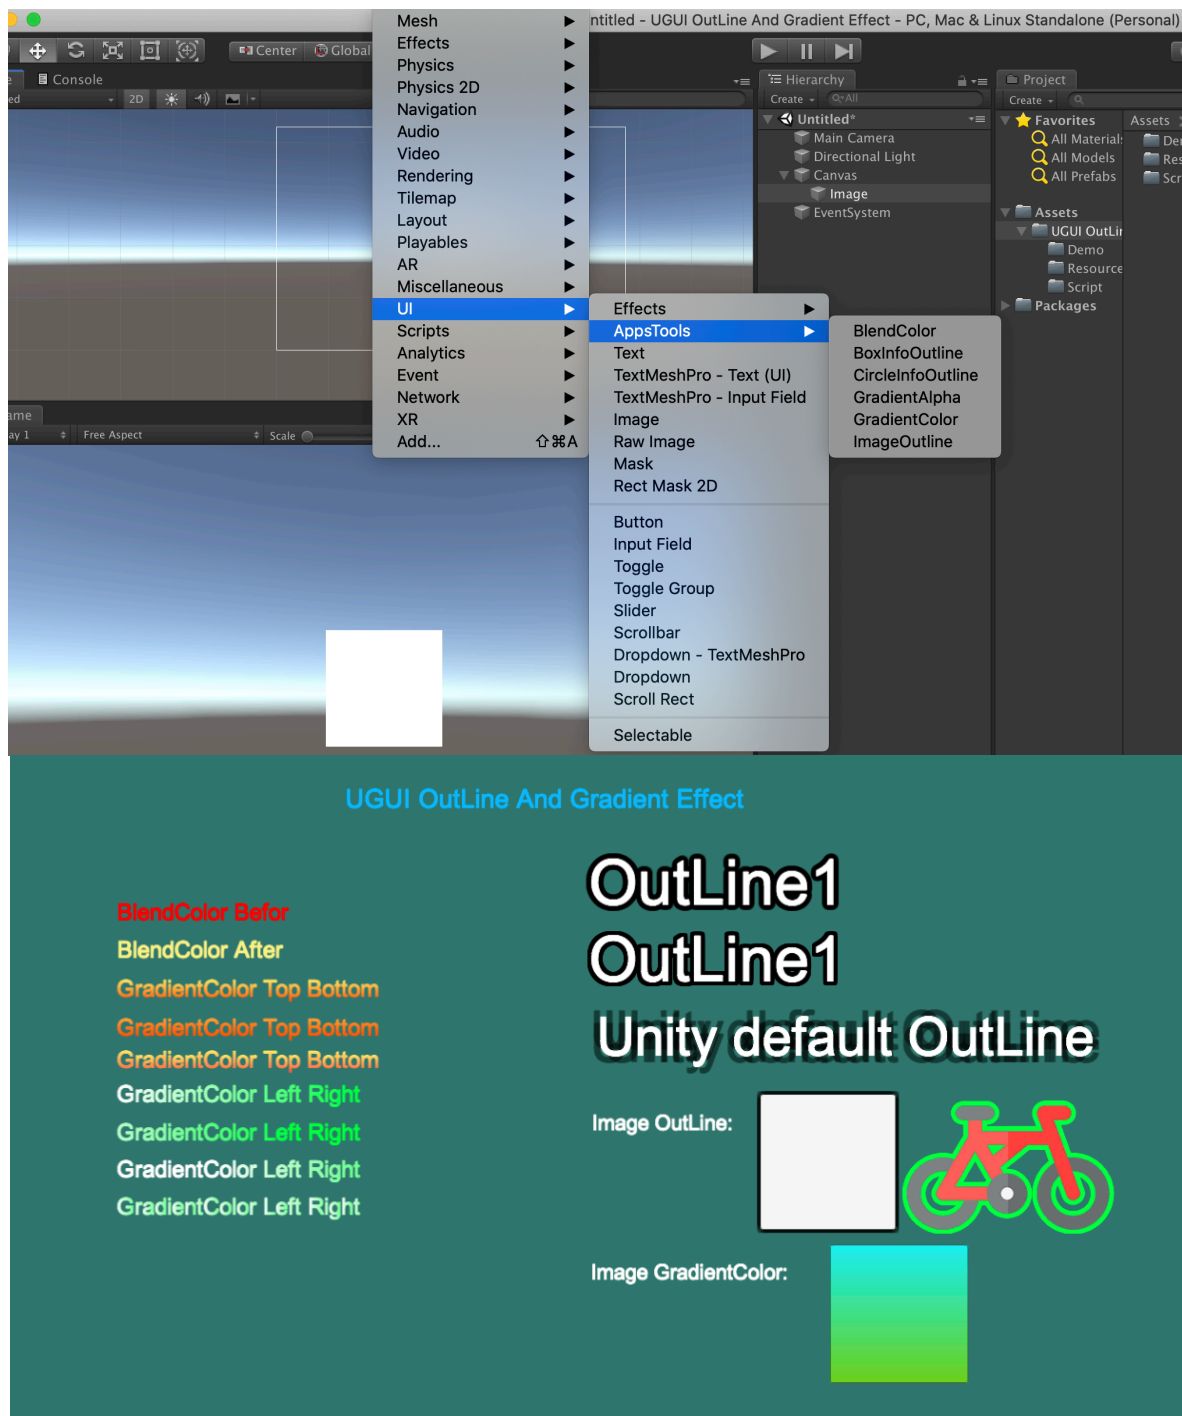 ntitled - UGUI OutLine And Gradient Effect - PC, Mac & Linux Standalone (Personal)
Center
Global
Console
2D
Mesh
Effects
Physics
Physics 2D
Navigation
Audio
Video
Rendering
Tilemap
Layout
Playables
AR
Miscellaneous
UI
Scripts
Analytics
Event
Network
XR
Add... ⇧⌘A
Effects
AppsTools
Text
TextMeshPro - Text (UI)
TextMeshPro - Input Field
Image
Raw Image
Mask
Rect Mask 2D
Button
Input Field
Toggle
Toggle Group
Slider
Scrollbar
Dropdown - TextMeshPro
Dropdown
Scroll Rect
Selectable
BlendColor
BoxInfoOutline
CircleInfoOutline
GradientAlpha
GradientColor
ImageOutline
Hierarchy
Create
All
Untitled*
Main Camera
Directional Light
Canvas
Image
EventSystem
Project
Create
Favorites
All Material
All Models
All Prefabs
Assets
UGUI OutLi
Demo
Resource
Script
Packages
Assets
De
Res
Scr
ame
ay 1
Free Aspect
Scale
UGUI OutLine And Gradient Effect
BlendColor Befor
BlendColor After
GradientColor Top Bottom
GradientColor Top Bottom
GradientColor Top Bottom
GradientColor Left Right
GradientColor Left Right
GradientColor Left Right
GradientColor Left Right
OutLine1
OutLine1
Unity default OutLine
Image OutLine:
Image GradientColor: